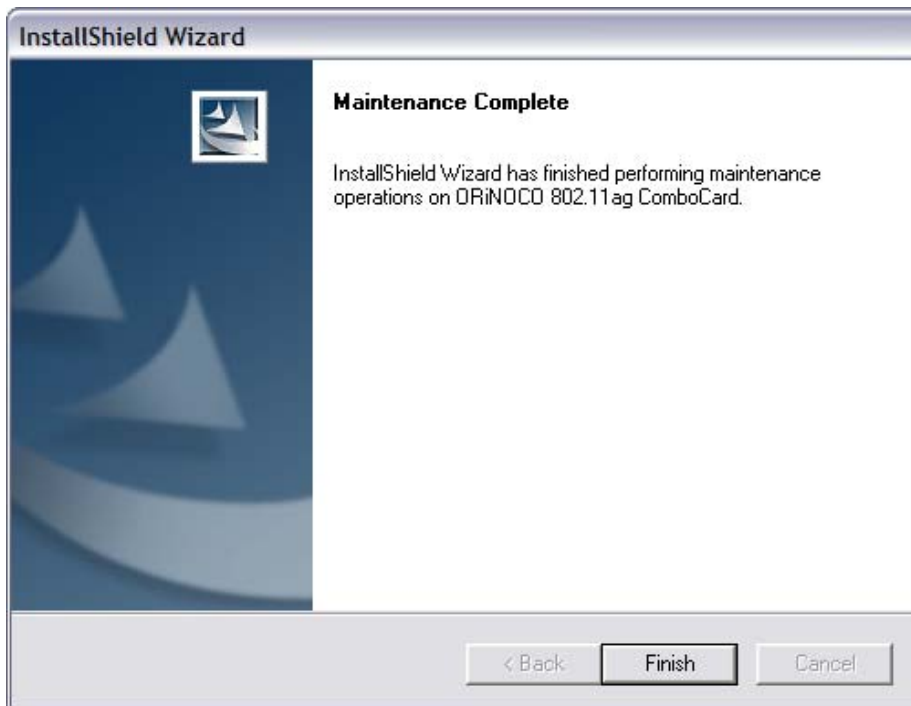 InstallShield Wizard
Maintenance Complete
InstallShield Wizard has finished performing maintenance
operations on ORiNOCO 802.11ag ComboCard.
< Back
Finish
Cancel